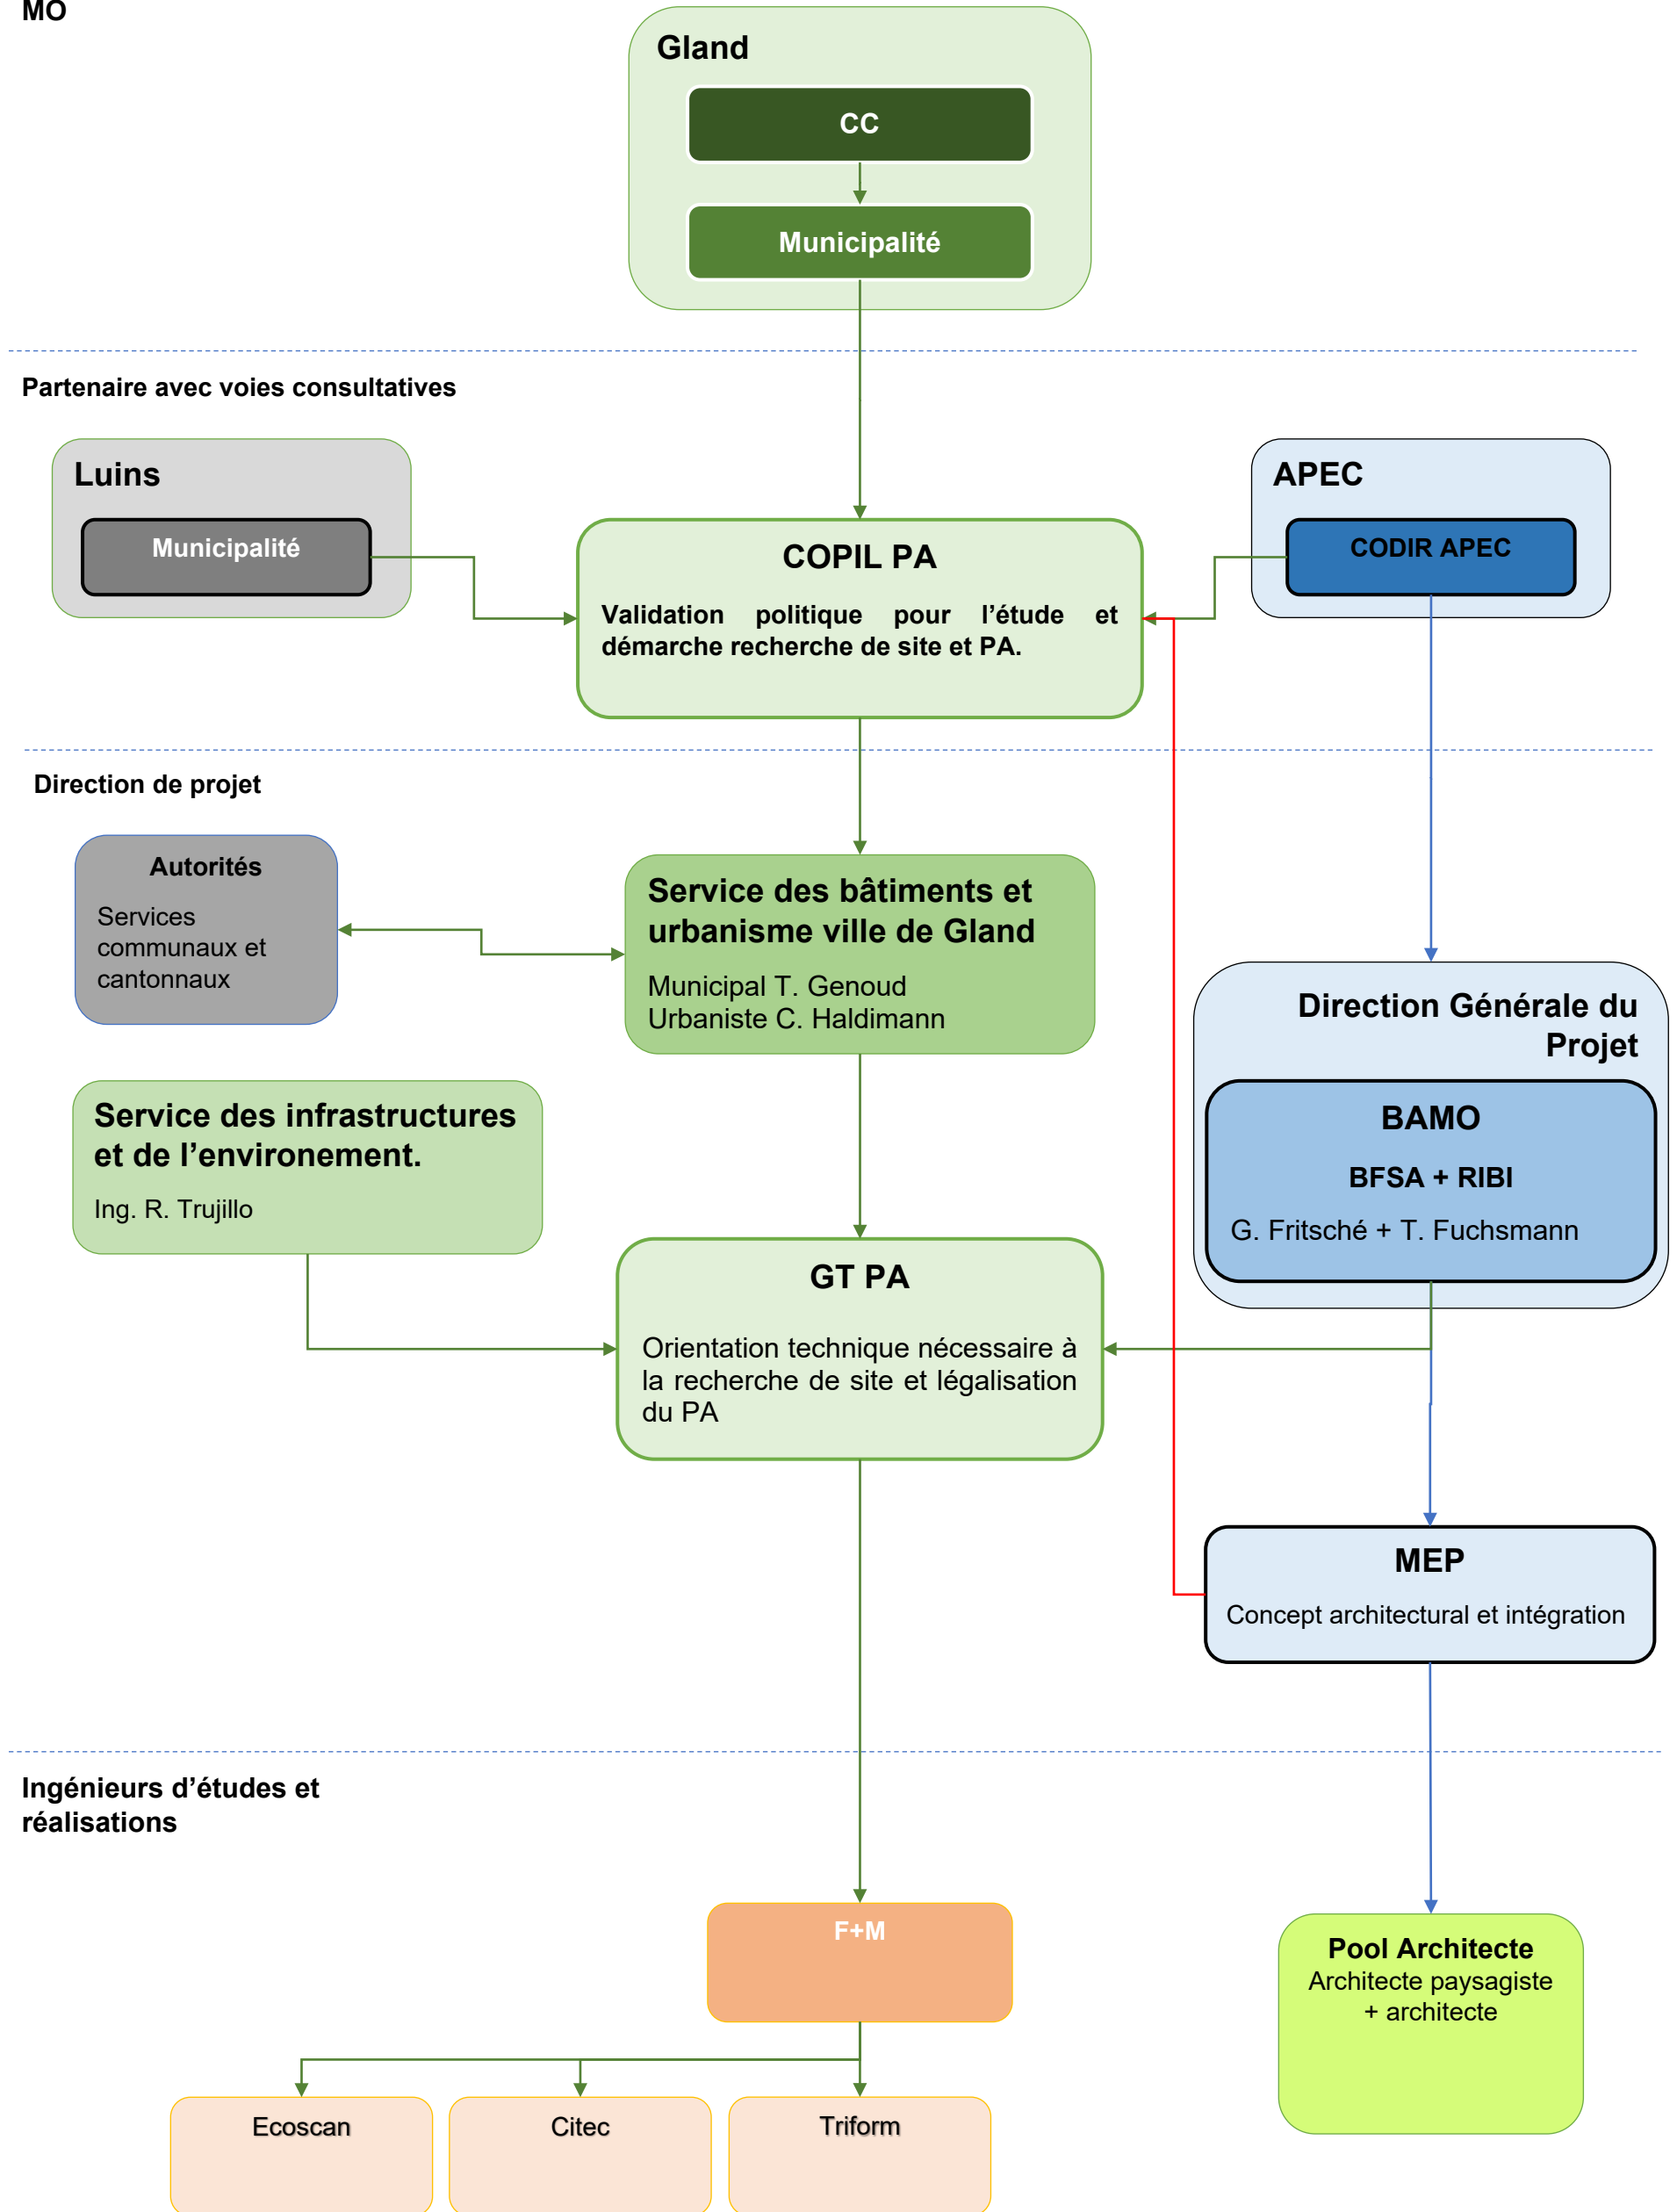 MO
Gland
CC
Municipalité
Partenaire avec voies consultatives
Luins
Municipalité
COPIL PA
Validation politique pour l’étude et
démarche recherche de site et PA.
APEC
CODIR APEC
Direction de projet
Autorités
Services
communaux et
cantonnaux
Service des bâtiments et
urbanisme ville de Gland
Municipal T. Genoud
Urbaniste C. Haldimann
Direction Générale du
Projet
BAMO
BFSA + RIBI
G. Fritsché + T. Fuchsmann
Service des infrastructures
et de l’environement.
Ing. R. Trujillo
GT PA
Orientation technique nécessaire à
la recherche de site et légalisation
du PA
MEP
Concept architectural et intégration
Ingénieurs d’études et
réalisations
F+M
Pool Architecte
Architecte paysagiste
+ architecte
Ecoscan
Citec
Triform